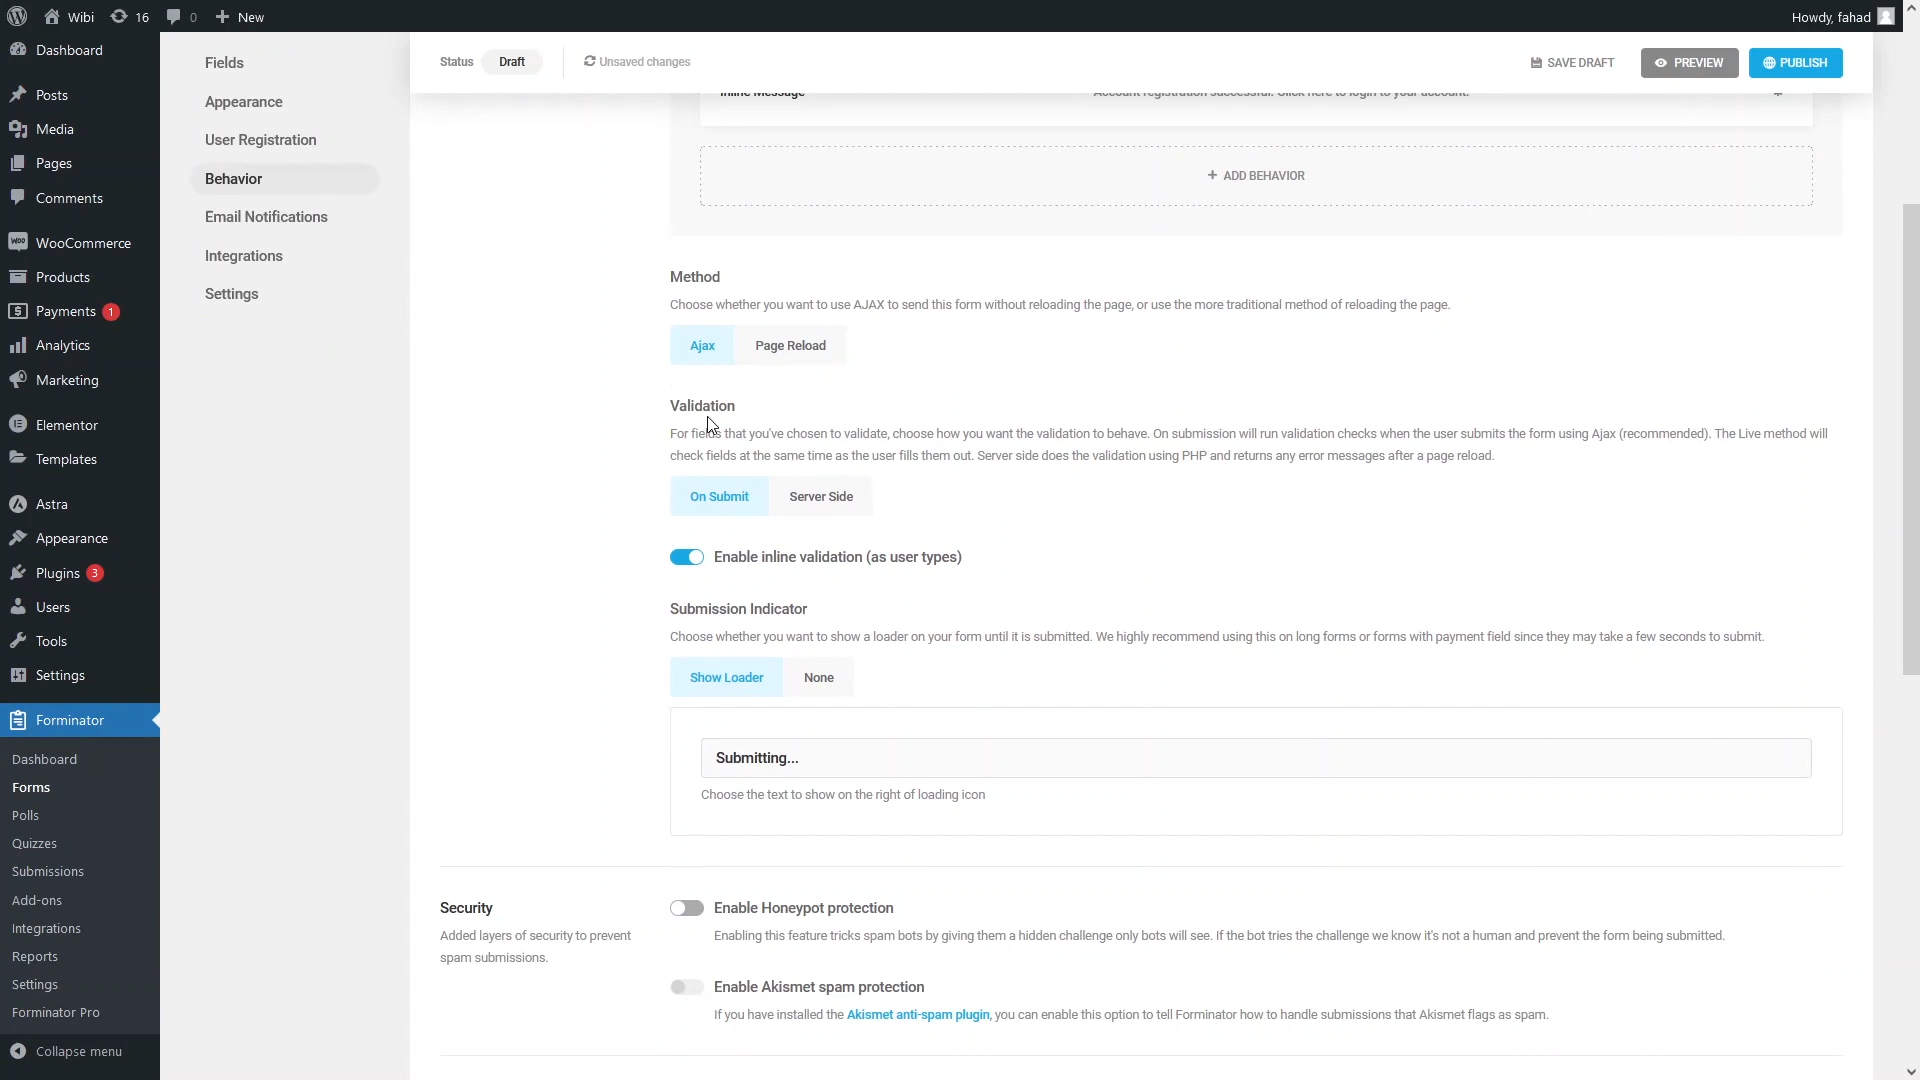 Wibi
16
0
New
Howdy, fahad
Dashboard
Posts
Media
Pages
Comments
WooCommerce
Products
Payments 1
Analytics
Marketing
Elementor
Templates
Astra
Appearance
Plugins 3
Users
Tools
Settings
Forminator
Dashboard
Forms
Polls
Quizzes
Submissions
Add-ons
Integrations
Reports
Settings
Forminator Pro
Collapse menu
Fields
Appearance
User Registration
Behavior
Email Notifications
Integrations
Settings
Status Draft Unsaved changes
SAVE DRAFT PREVIEW PUBLISH
Inline Message Account registration successful. Click here to login to your account.
+ ADD BEHAVIOR
Method
Choose whether you want to use AJAX to send this form without reloading the page, or use the more traditional method of reloading the page.
Ajax Page Reload
Validation
For fields that you've chosen to validate, choose how you want the validation to behave. On submission will run validation checks when the user submits the form using Ajax (recommended). The Live method will
check fields at the same time as the user fills them out. Server side does the validation using PHP and returns any error messages after a page reload.
On Submit Server Side
Enable inline validation (as user types)
Submission Indicator
Choose whether you want to show a loader on your form until it is submitted. We highly recommend using this on long forms or forms with payment field since they may take a few seconds to submit.
Show Loader None
Submitting...
Choose the text to show on the right of loading icon
Security
Added layers of security to prevent
spam submissions.
Enable Honeypot protection
Enabling this feature tricks spam bots by giving them a hidden challenge only bots will see. If the bot tries the challenge we know it's not a human and prevent the form being submitted.
Enable Akismet spam protection
If you have installed the Akismet anti-spam plugin, you can enable this option to tell Forminator how to handle submissions that Akismet flags as spam.